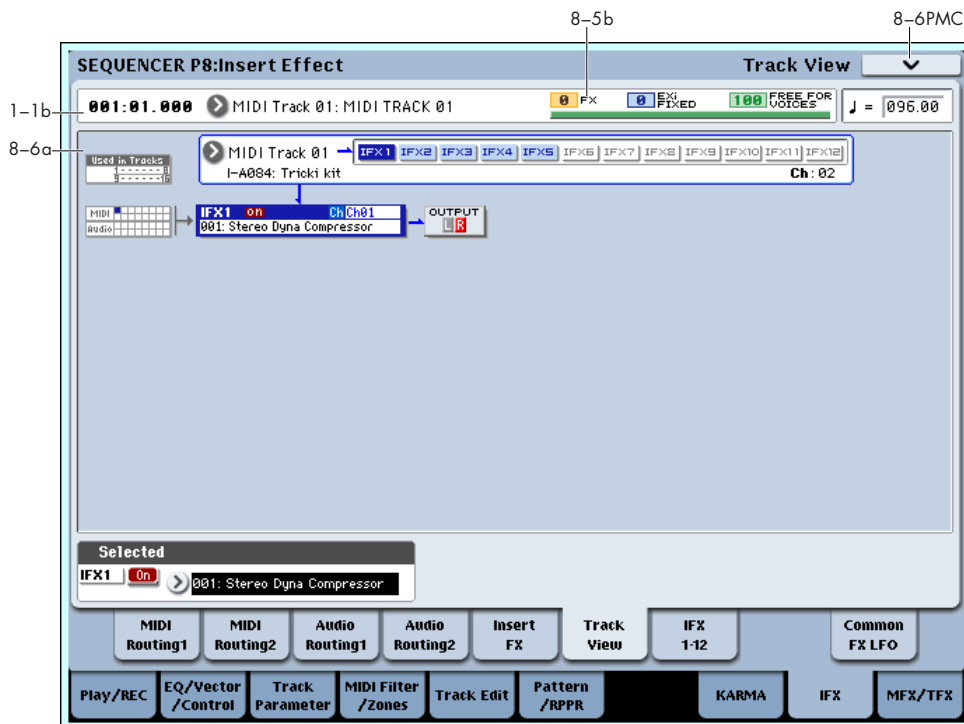 8–5b
8–6PMC
SEQUENCER P8:Insert Effect
Track View
1–1b
001:01.000 MIDI Track 01: MIDI TRACK 01
0 FX
0 EXi FIXED
100 FREE FOR VOICES
♩ = 096.00
8–6a
Used in Tracks
1------8
9-----16
MIDI Track 01
IFX1 IFX2 IFX3 IFX4 IFX5 IFX6 IFX7 IFX8 IFX9 IFX10 IFX11 IFX12
I-A084: Tricki kit
Ch:02
MIDI
Audio
IFX1 on Ch Ch01
001: Stereo Dyna Compressor
OUTPUT
L R
Selected
IFX1 On 001: Stereo Dyna Compressor
MIDI Routing1
MIDI Routing2
Audio Routing1
Audio Routing2
Insert FX
Track View
IFX 1-12
Common FX LFO
Play/REC
EQ/Vector /Control
Track Parameter
MIDI Filter /Zones
Track Edit
Pattern /RPPR
KARMA
IFX
MFX/TFX